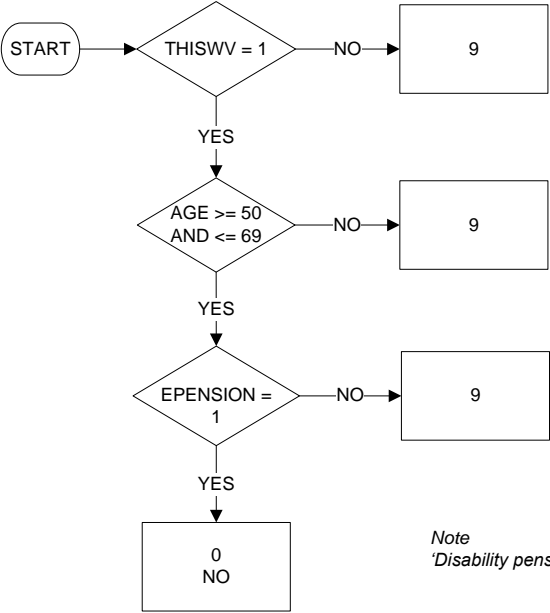 START
THISWV = 1
NO
9
YES
AGE >= 50
AND <= 69
NO
9
YES
EPENSION =
1
NO
9
YES
0
NO
Note
‘Disability pens